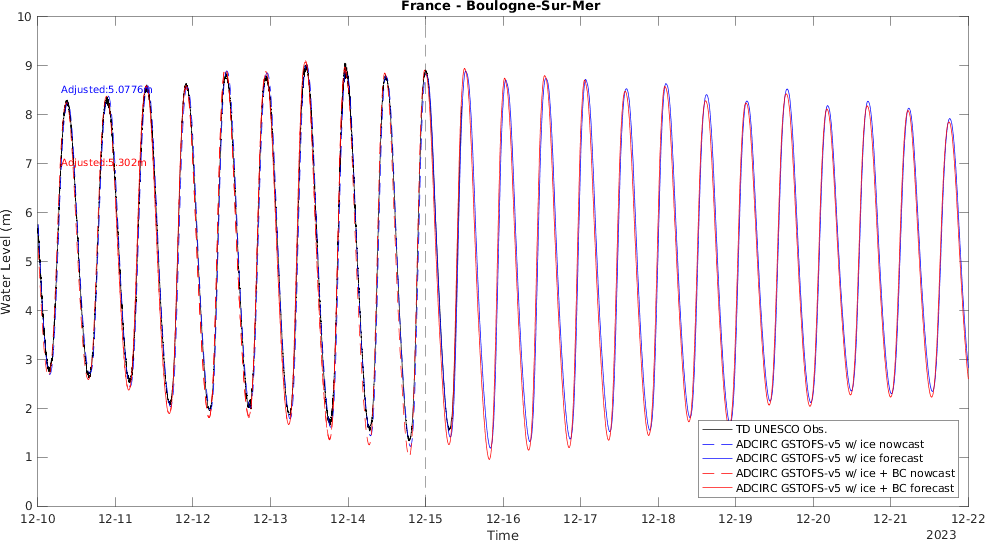 France - Boulogne-Sur-Mer
Water Level (m)
10
9
8
7
6
5
4
3
2
1
0
Adjusted:5.0776m
Adjusted:5.302m
TD UNESCO Obs.
ADCIRC GSTOFS-v5 w/ ice nowcast
ADCIRC GSTOFS-v5 w/ ice forecast
ADCIRC GSTOFS-v5 w/ ice + BC nowcast
ADCIRC GSTOFS-v5 w/ ice + BC forecast
12-10 12-11 12-12 12-13 12-14 12-15 12-16 12-17 12-18 12-19 12-20 12-21 12-22
Time
2023